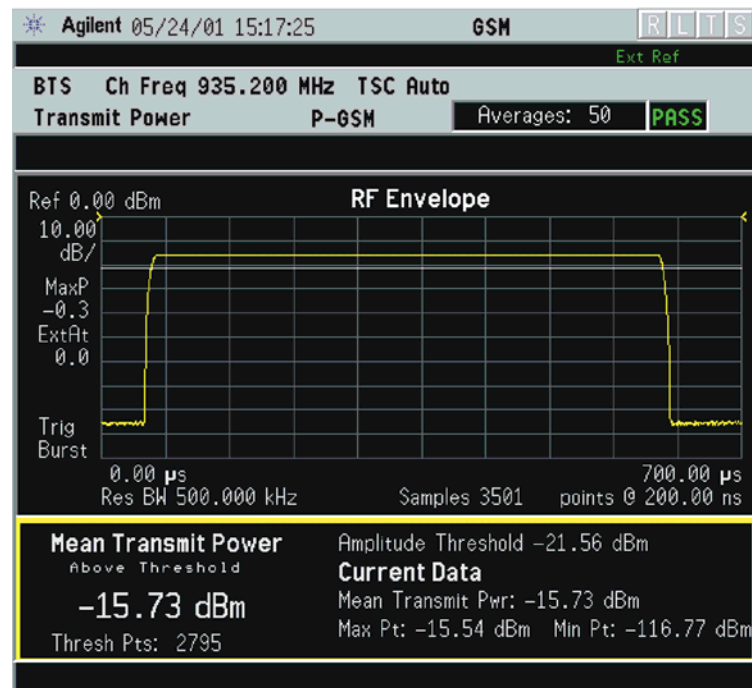 Agilent 05/24/01 15:17:25 GSM R L T S
Ext Ref
BTS Ch Freq 935.200 MHz TSC Auto
Transmit Power P-GSM Averages: 50 PASS
Ref 0.00 dBm RF Envelope
10.00
dB/
MaxP
-0.3
ExtAt
0.0
Trig
Burst
0.00 µs 700.00 µs
Res BW 500.000 kHz Samples 3501 points @ 200.00 ns
Mean Transmit Power Amplitude Threshold -21.56 dBm
Above Threshold Current Data
-15.73 dBm Mean Transmit Pwr: -15.73 dBm
Thresh Pts: 2795 Max Pt: -15.54 dBm Min Pt: -116.77 dBm